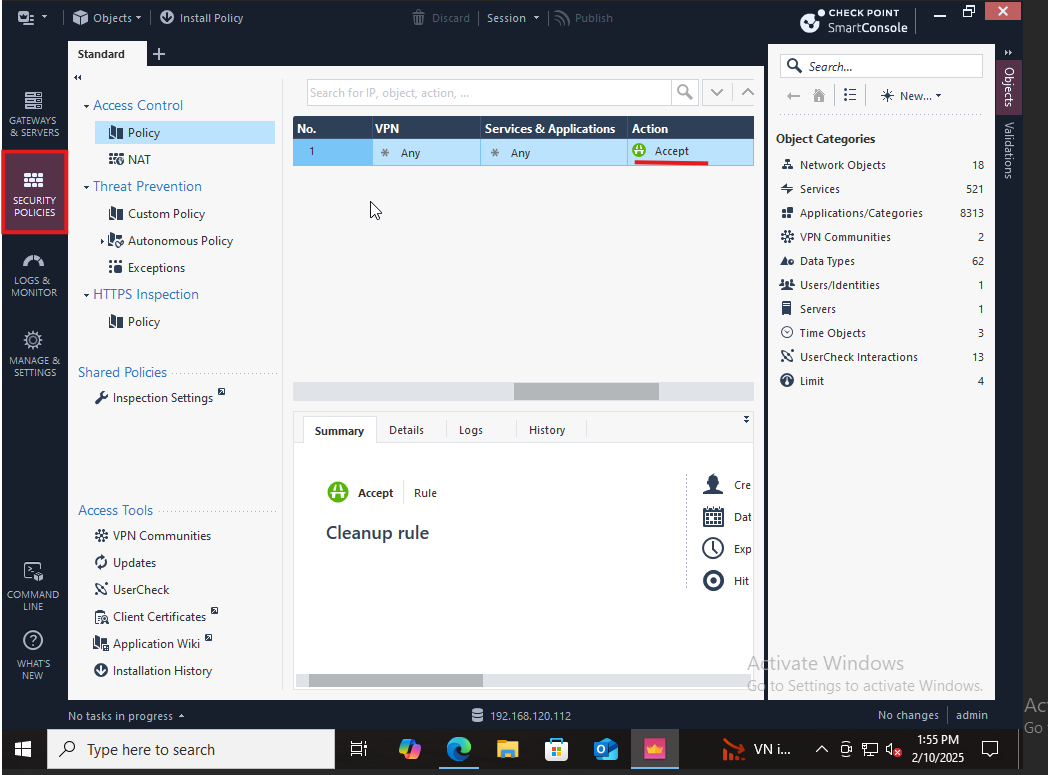 Objects
Install Policy
Discard
Session
Publish
CHECK POINT
SmartConsole
Standard
GATEWAYS
& SERVERS
SECURITY
POLICIES
LOGS &
MONITOR
MANAGE &
SETTINGS
COMMAND
LINE
WHAT'S
NEW
Access Control
Policy
NAT
Threat Prevention
Custom Policy
Autonomous Policy
Exceptions
HTTPS Inspection
Policy
Shared Policies
Inspection Settings
Access Tools
VPN Communities
Updates
UserCheck
Client Certificates
Application Wiki
Installation History
Search for IP, object, action, ...
No. VPN Services & Applications Action
1 Any Any Accept
Summary Details Logs History
Accept Rule
Cleanup rule
Cre
Dat
Exp
Hit
Search...
New...
Object Categories
Network Objects 18
Services 521
Applications/Categories 8313
VPN Communities 2
Data Types 62
Users/Identities 1
Servers 1
Time Objects 3
UserCheck Interactions 13
Limit 4
Objects
Validations
Activate Windows
Go to Settings to activate Windows.
Act
Go
No tasks in progress
192.168.120.112
No changes
admin
Type here to search
VN i...
1:55 PM
2/10/2025